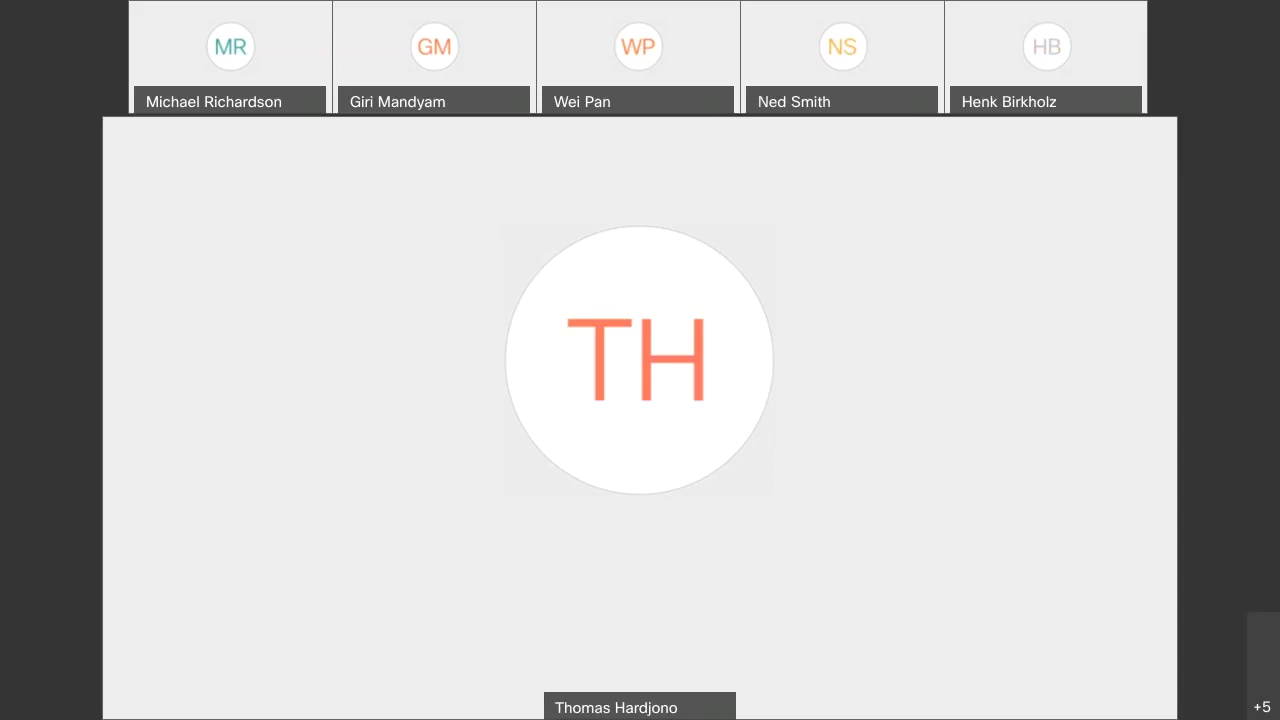 MR
GM
WP
NS
HB
Michael Richardson
Giri Mandyam
Wei Pan
Ned Smith
Henk Birkholz
TH
Thomas Hardjono
+5